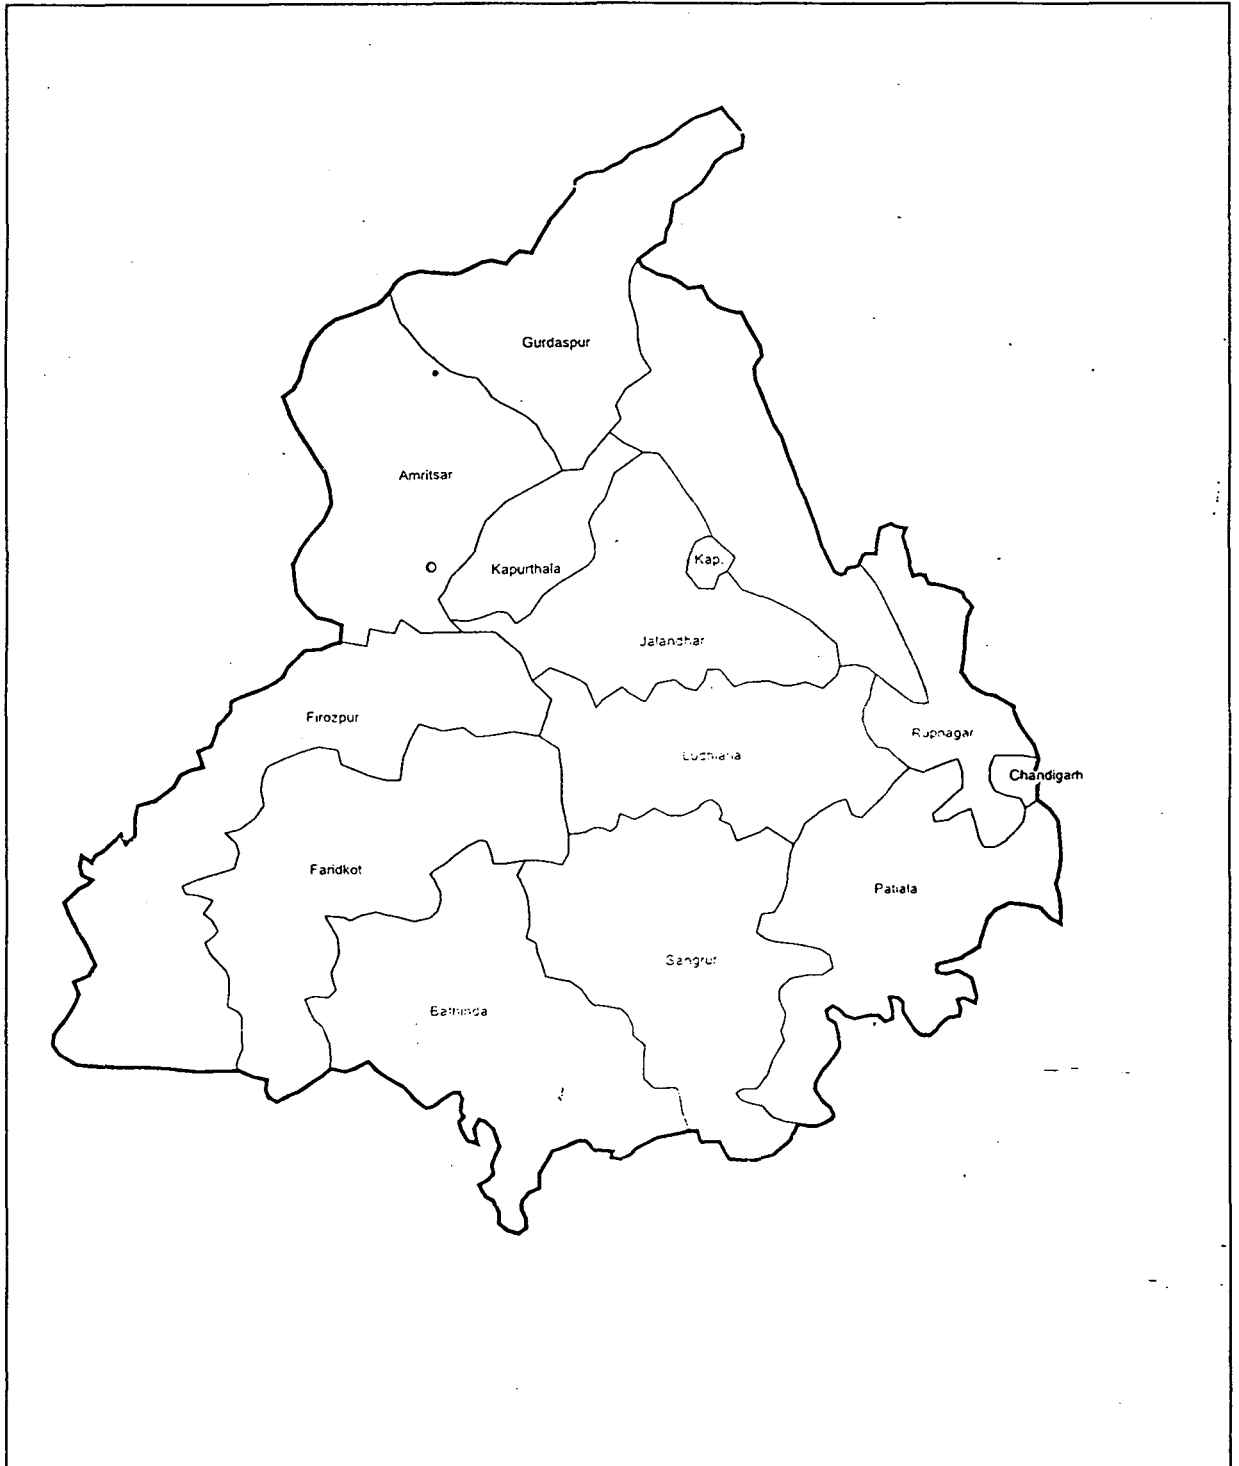 Gurdaspur
Amritsar
Kapurthala
Kap.
Jalandhar
Firozpur
Rupnagar
Ludhiana
Chandigarh
Faridkot
Patiala
Sangrur
Bathinda